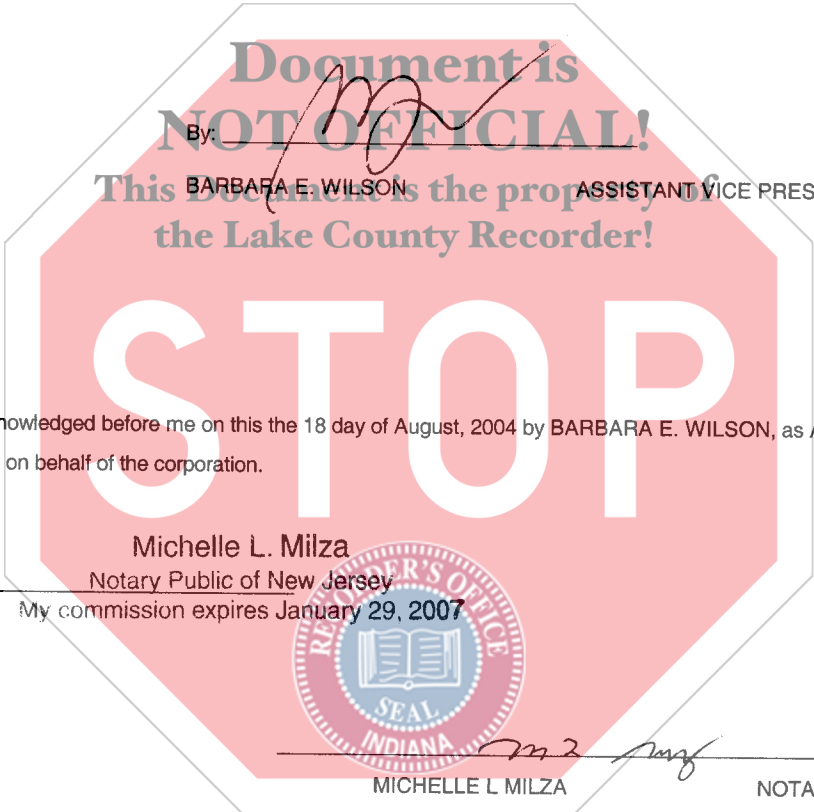 Document is
NOT OFFICIAL!
By:
This Document is the property of
BARBARA E. WILSON ASSISTANT VICE PRES
the Lake County Recorder!
STOP
nowledged before me on this the 18 day of August, 2004 by BARBARA E. WILSON, as A
on behalf of the corporation.
Michelle L. Milza
Notary Public of New Jersey
My commission expires January 29, 2007
RECORDER'S OFFICE
SEAL
INDIANA
MICHELLE L MILZA NOTA